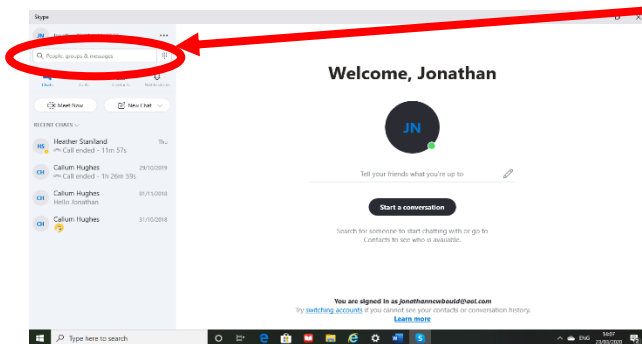 Skype
JN
People, groups & messages
Chats Calls Contacts Notifications
Meet Now New Chat
RECENT CHATS
HS Heather Staniland Thu
Call ended - 11m 57s
CH Callum Hughes 29/10/2019
Call ended - 1h 26m 39s
CH Callum Hughes 01/11/2018
Hello Jonathan
CH Callum Hughes 31/10/2018
Welcome, Jonathan
JN
Tell your friends what you're up to
Start a conversation
Search for someone to start chatting with or go to
Contacts to see who is available.
You are signed in as jonathannewbould@aol.com
Try switching accounts if you cannot see your contacts or conversation history.
Learn more
Type here to search
ENG
23/03/2020